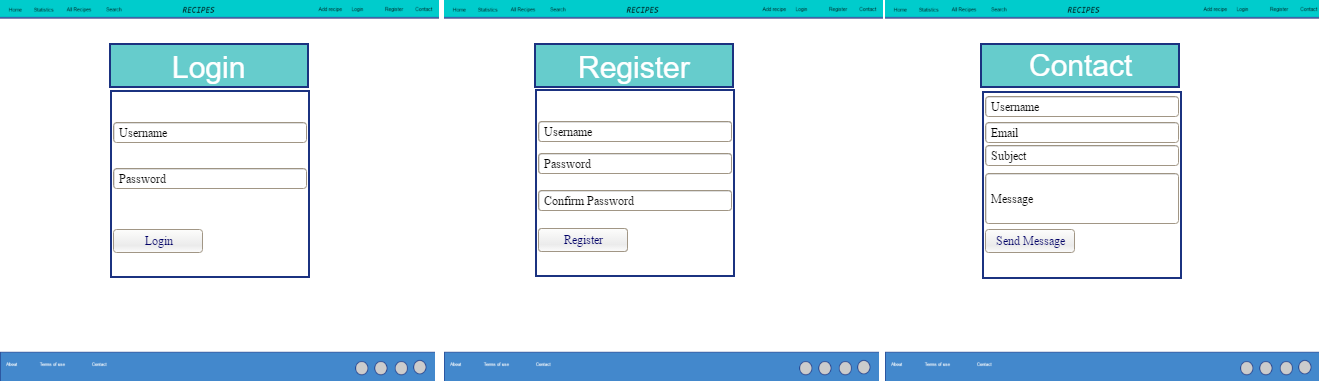 Home Statistics All Recipes Search RECIPES Add recipe Login Register Contact
Login
Username
Password
Login
About Terms of use Contact
Home Statistics All Recipes Search RECIPES Add recipe Login Register Contact
Register
Username
Password
Confirm Password
Register
About Terms of use Contact
Home Statistics All Recipes Search RECIPES Add recipe Login Register Contact
Contact
Username
Email
Subject
Message
Send Message
About Terms of use Contact